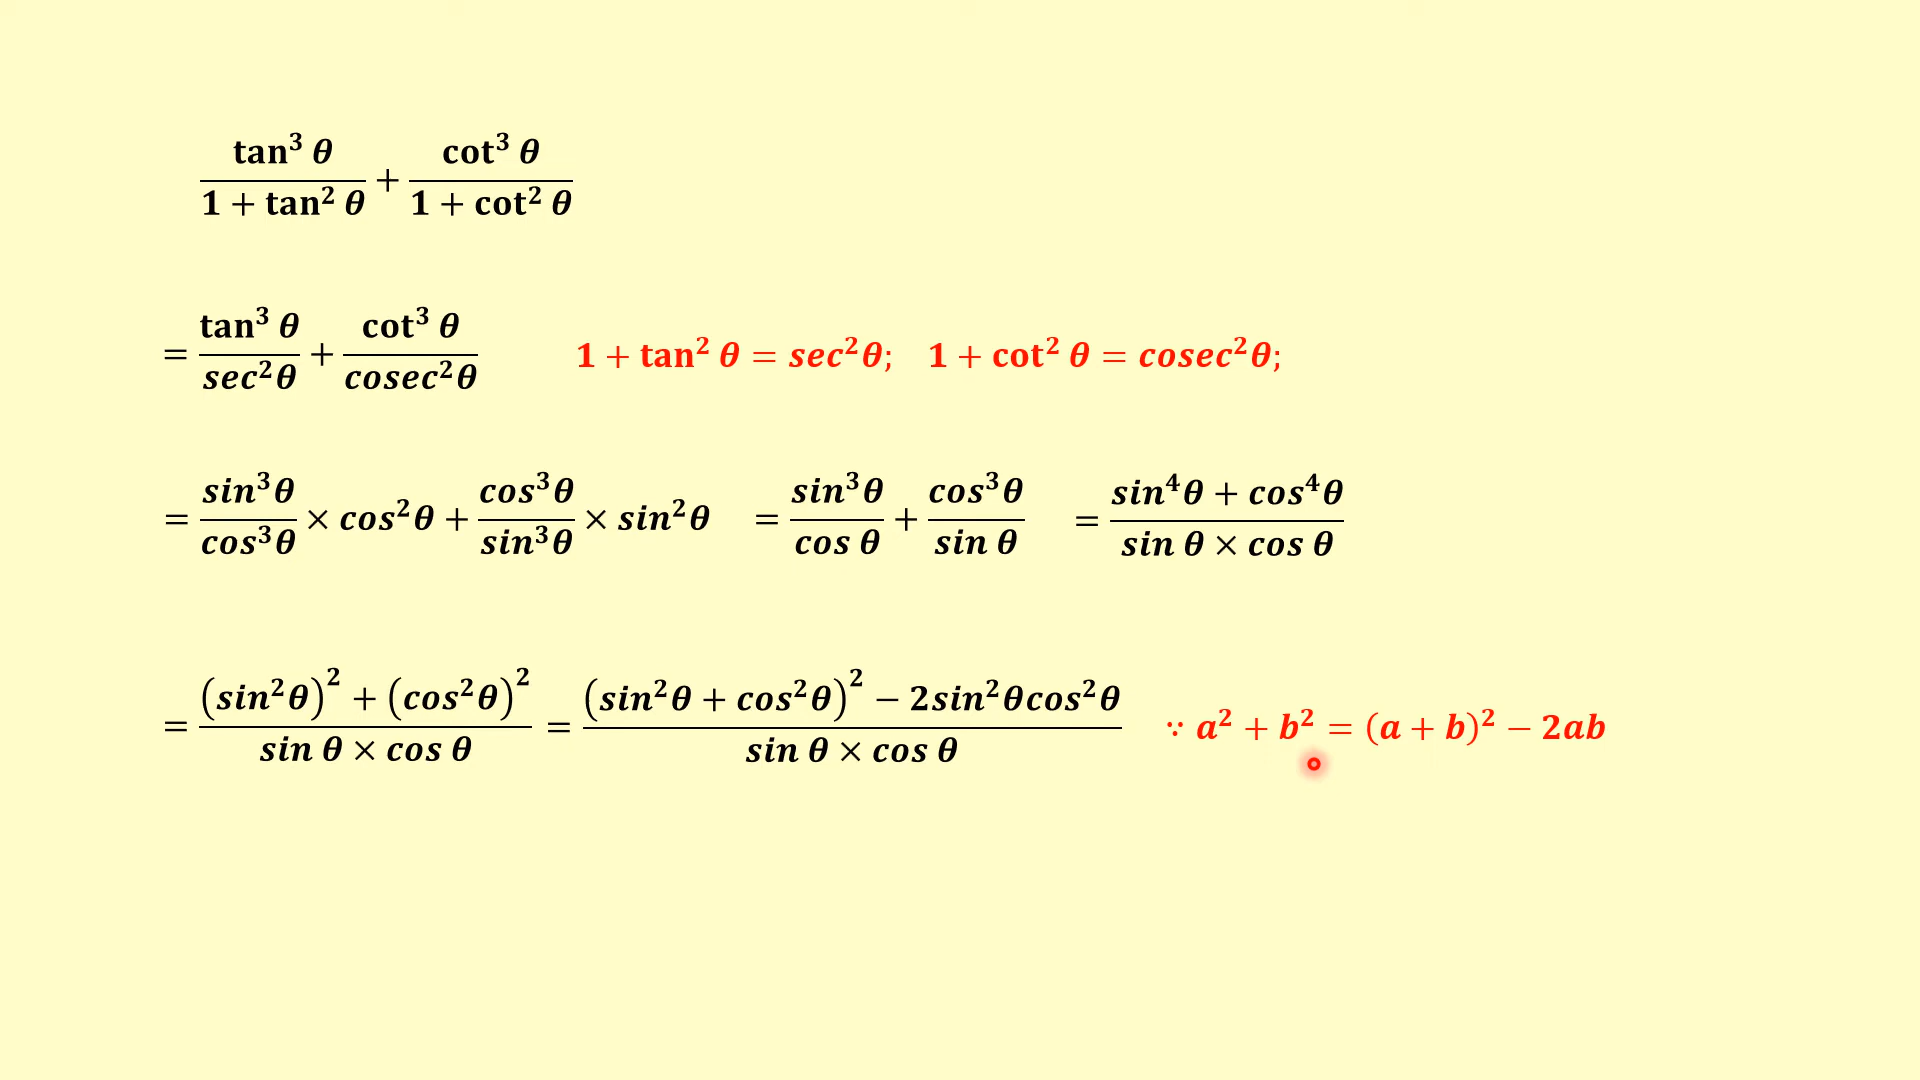 tan³ θ / 1 + tan² θ + cot³ θ / 1 + cot² θ
= tan³ θ / sec²θ + cot³ θ / cosec²θ 1 + tan² θ = sec²θ; 1 + cot² θ = cosec²θ;
= sin³θ / cos³θ × cos²θ + cos³θ / sin³θ × sin²θ = sin³θ / cos θ + cos³θ / sin θ = sin⁴θ + cos⁴θ / sin θ × cos θ
= (sin²θ)² + (cos²θ)² / sin θ × cos θ = (sin²θ + cos²θ)² − 2sin²θcos²θ / sin θ × cos θ ∵ a² + b² = (a + b)² − 2ab